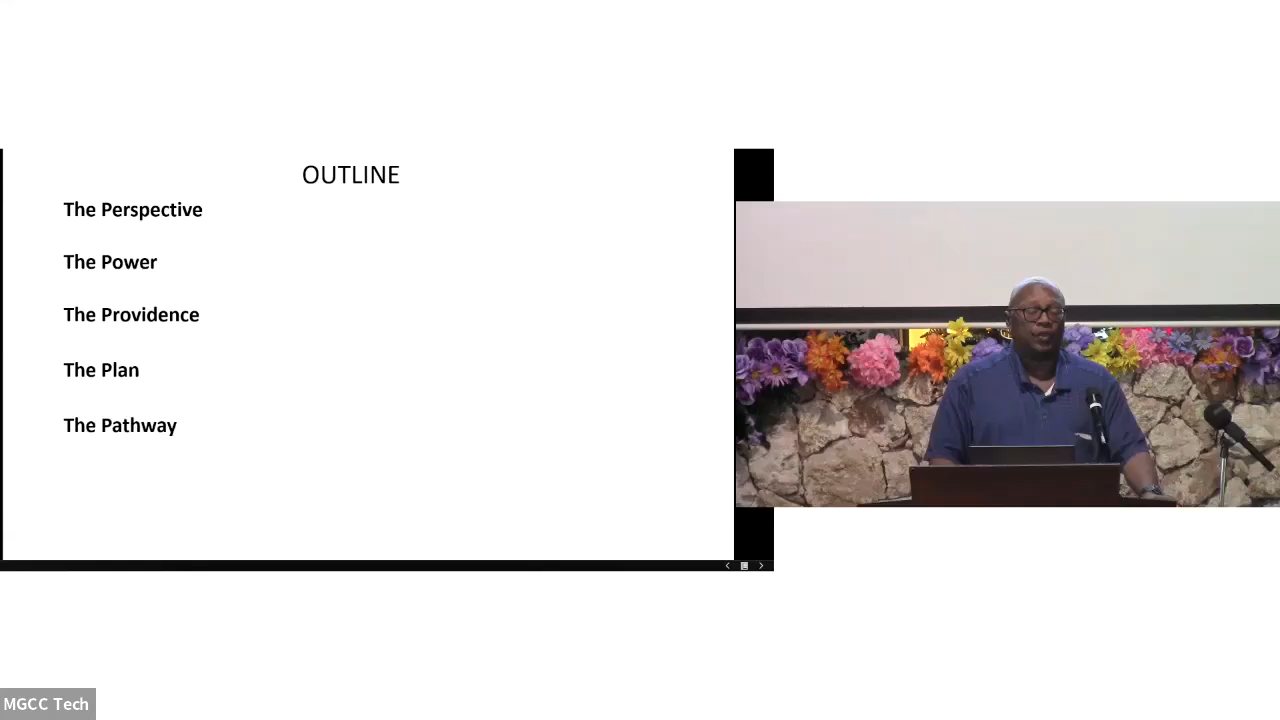 OUTLINE
The Perspective
The Power
The Providence
The Plan
The Pathway
MGCC Tech